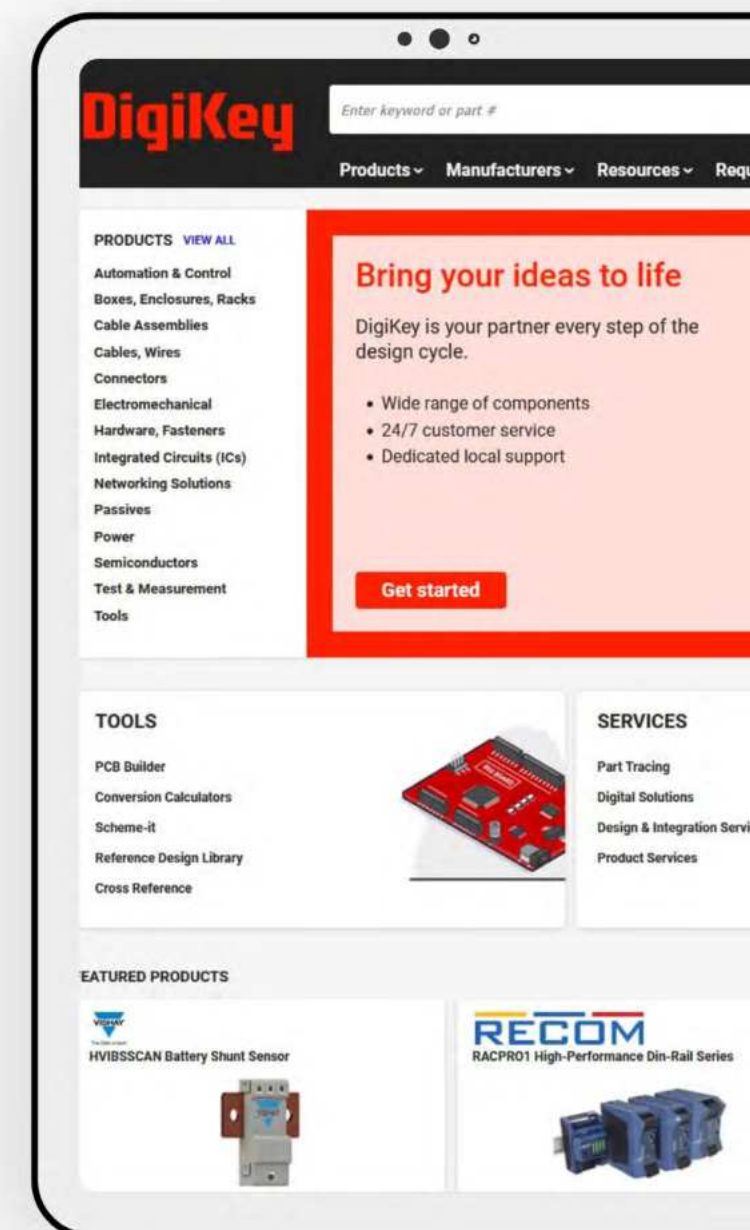 DigiKey
Enter keyword or part #
Products
Manufacturers
Resources
Requ
PRODUCTS VIEW ALL
Automation & Control
Boxes, Enclosures, Racks
Cable Assemblies
Cables, Wires
Connectors
Electromechanical
Hardware, Fasteners
Integrated Circuits (ICs)
Networking Solutions
Passives
Power
Semiconductors
Test & Measurement
Tools
Bring your ideas to life
DigiKey is your partner every step of the
design cycle.
• Wide range of components
• 24/7 customer service
• Dedicated local support
Get started
TOOLS
PCB Builder
Conversion Calculators
Scheme-it
Reference Design Library
Cross Reference
SERVICES
Part Tracing
Digital Solutions
Design & Integration Servi
Product Services
EATURED PRODUCTS
VISHAY
HVIBSSCAN Battery Shunt Sensor
VISHAY
RECOM
RACPRO1 High-Performance Din-Rail Series